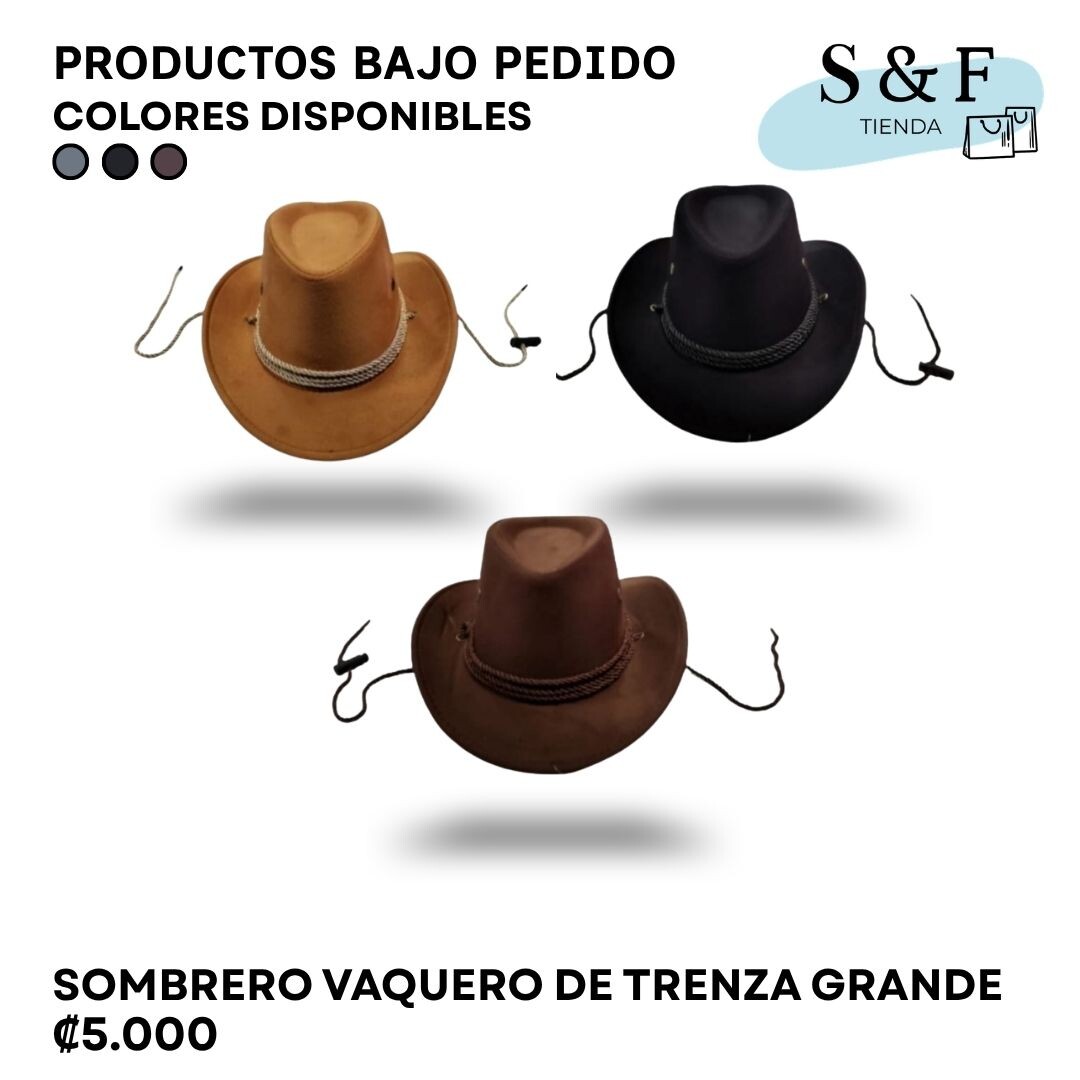 PRODUCTOS BAJO PEDIDO
COLORES DISPONIBLES
S & F
TIENDA
SOMBRERO VAQUERO DE TRENZA GRANDE
₡5.000